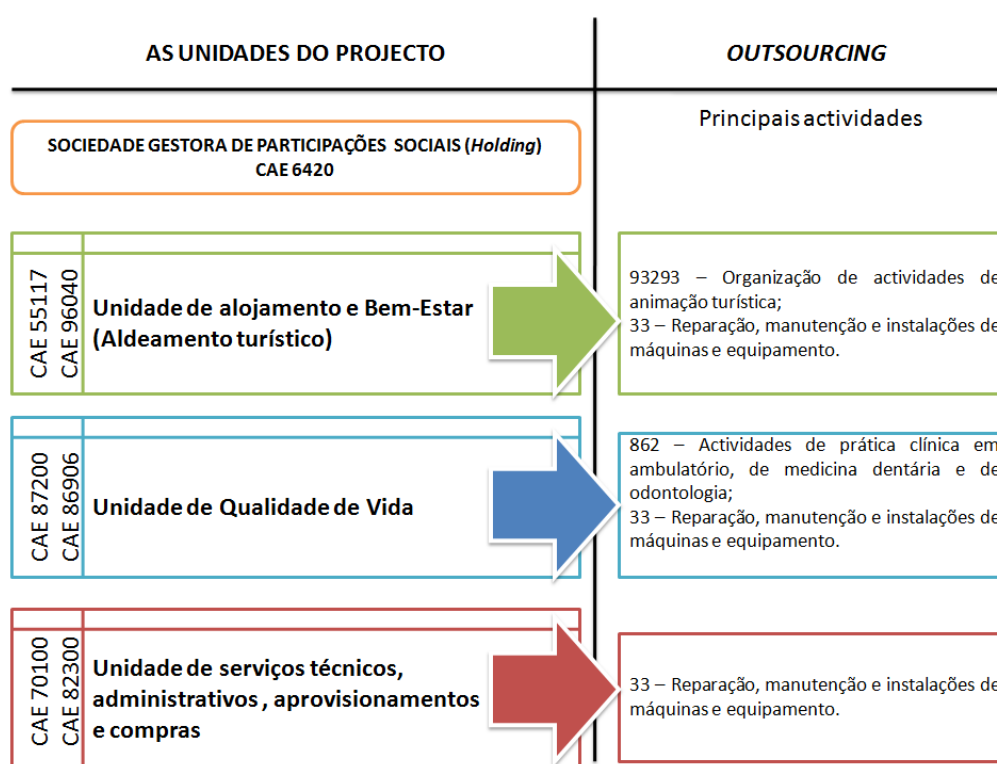 AS UNIDADES DO PROJECTO
OUTSOURCING
Principais actividades
SOCIEDADE GESTORA DE PARTICIPAÇÕES SOCIAIS (Holding)
CAE 6420
CAE 55117
CAE 96040
Unidade de alojamento e Bem-Estar
(Aldeamento turístico)
93293 – Organização de actividades de
animação turística;
33 – Reparação, manutenção e instalações de
máquinas e equipamento.
CAE 87200
CAE 86906
Unidade de Qualidade de Vida
862 – Actividades de prática clínica em
ambulatório, de medicina dentária e de
odontologia;
33 – Reparação, manutenção e instalações de
máquinas e equipamento.
CAE 70100
CAE 82300
Unidade de serviços técnicos,
administrativos , aprovisionamentos
e compras
33 – Reparação, manutenção e instalações de
máquinas e equipamento.